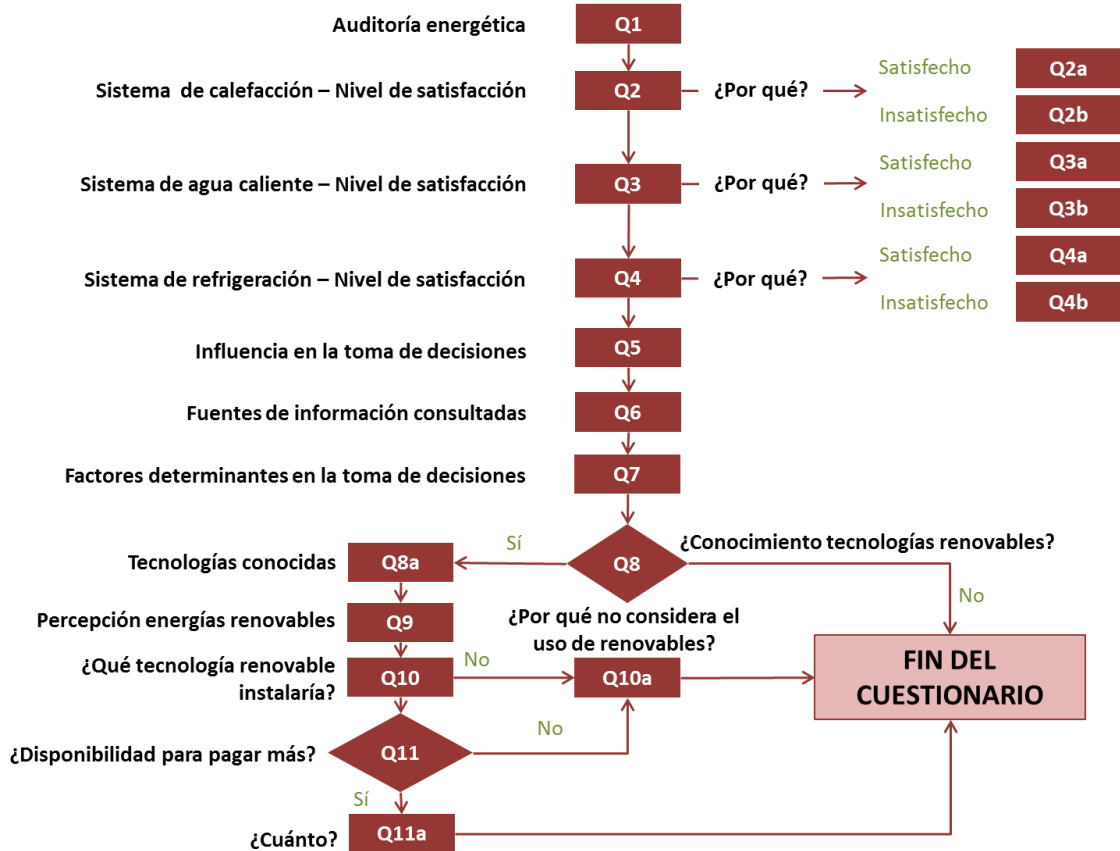 Auditoría energética
Q1
Sistema de calefacción – Nivel de satisfacción
Q2
¿Por qué?
Satisfecho
Q2a
Insatisfecho
Q2b
Sistema de agua caliente – Nivel de satisfacción
Q3
¿Por qué?
Satisfecho
Q3a
Insatisfecho
Q3b
Sistema de refrigeración – Nivel de satisfacción
Q4
¿Por qué?
Satisfecho
Q4a
Insatisfecho
Q4b
Influencia en la toma de decisiones
Q5
Fuentes de información consultadas
Q6
Factores determinantes en la toma de decisiones
Q7
Q8
¿Conocimiento tecnologías renovables?
Sí
No
Tecnologías conocidas
Q8a
Percepción energías renovables
Q9
¿Qué tecnología renovable
instalaría?
Q10
No
¿Por qué no considera el
uso de renovables?
Q10a
FIN DEL
CUESTIONARIO
¿Disponibilidad para pagar más?
Q11
No
Sí
¿Cuánto?
Q11a